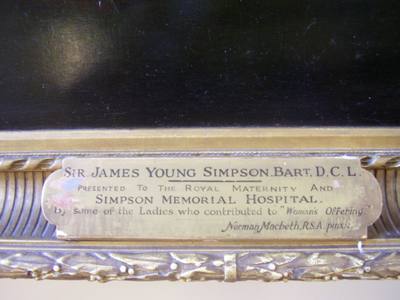 SIR JAMES YOUNG SIMPSON. BART. D.C.L.
PRESENTED TO THE ROYAL MATERNITY AND
SIMPSON MEMORIAL HOSPITAL.
By some of the Ladies who contributed to "Woman's Offering"
Norman Macbeth, R.S.A. pinxt.